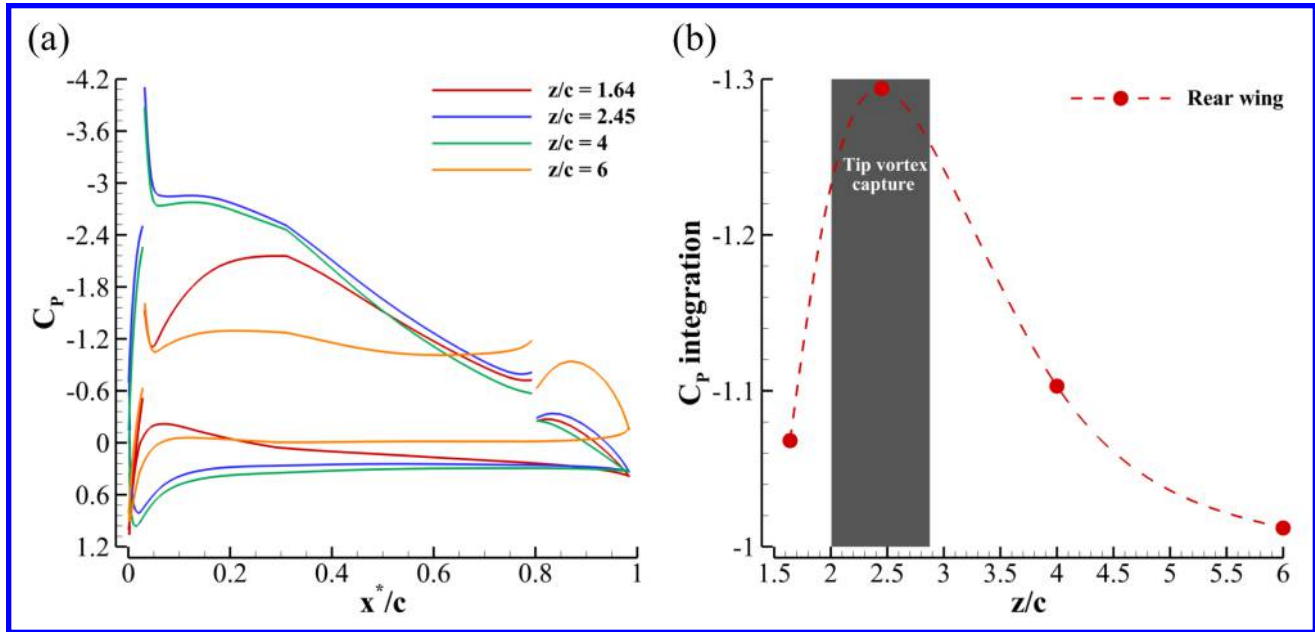 (a)
-4.2
-3.6
-3
-2.4
-1.8
-1.2
-0.6
0
0.6
1.2
C_P
0
0.2
0.4
0.6
0.8
1
x*/c
z/c = 1.64
z/c = 2.45
z/c = 4
z/c = 6
(b)
-1.3
-1.2
-1.1
-1
C_P integration
1.5
2
2.5
3
3.5
4
4.5
5
5.5
6
z/c
Rear wing
Tip vortex
capture